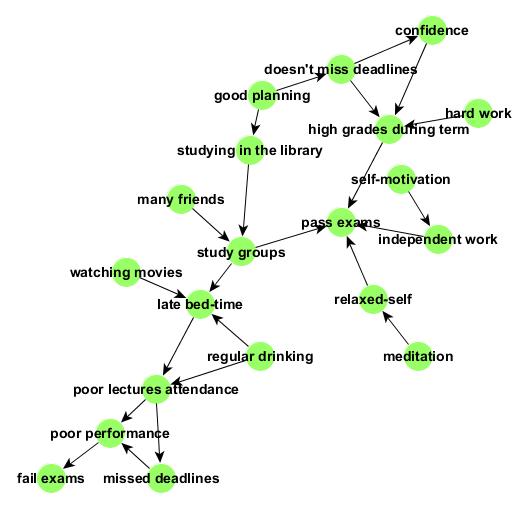 confidence
doesn't miss deadlines
good planning
hard work
high grades during term
studying in the library
self-motivation
many friends
pass exams
independent work
study groups
watching movies
relaxed-self
late bed-time
regular drinking
meditation
poor lectures attendance
poor performance
fail exams
missed deadlines